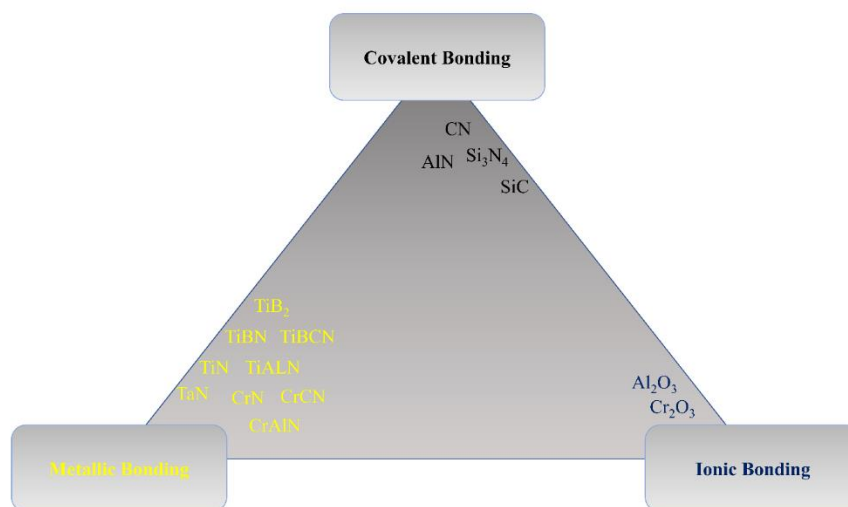 Covalent Bonding
CN
AlN Si₃N₄
SiC
TiB₂
TiBN TiBCN
TiN TiALN
TaN CrN CrCN
CrAlN
Al₂O₃
Cr₂O₃
Metallic Bonding
Ionic Bonding